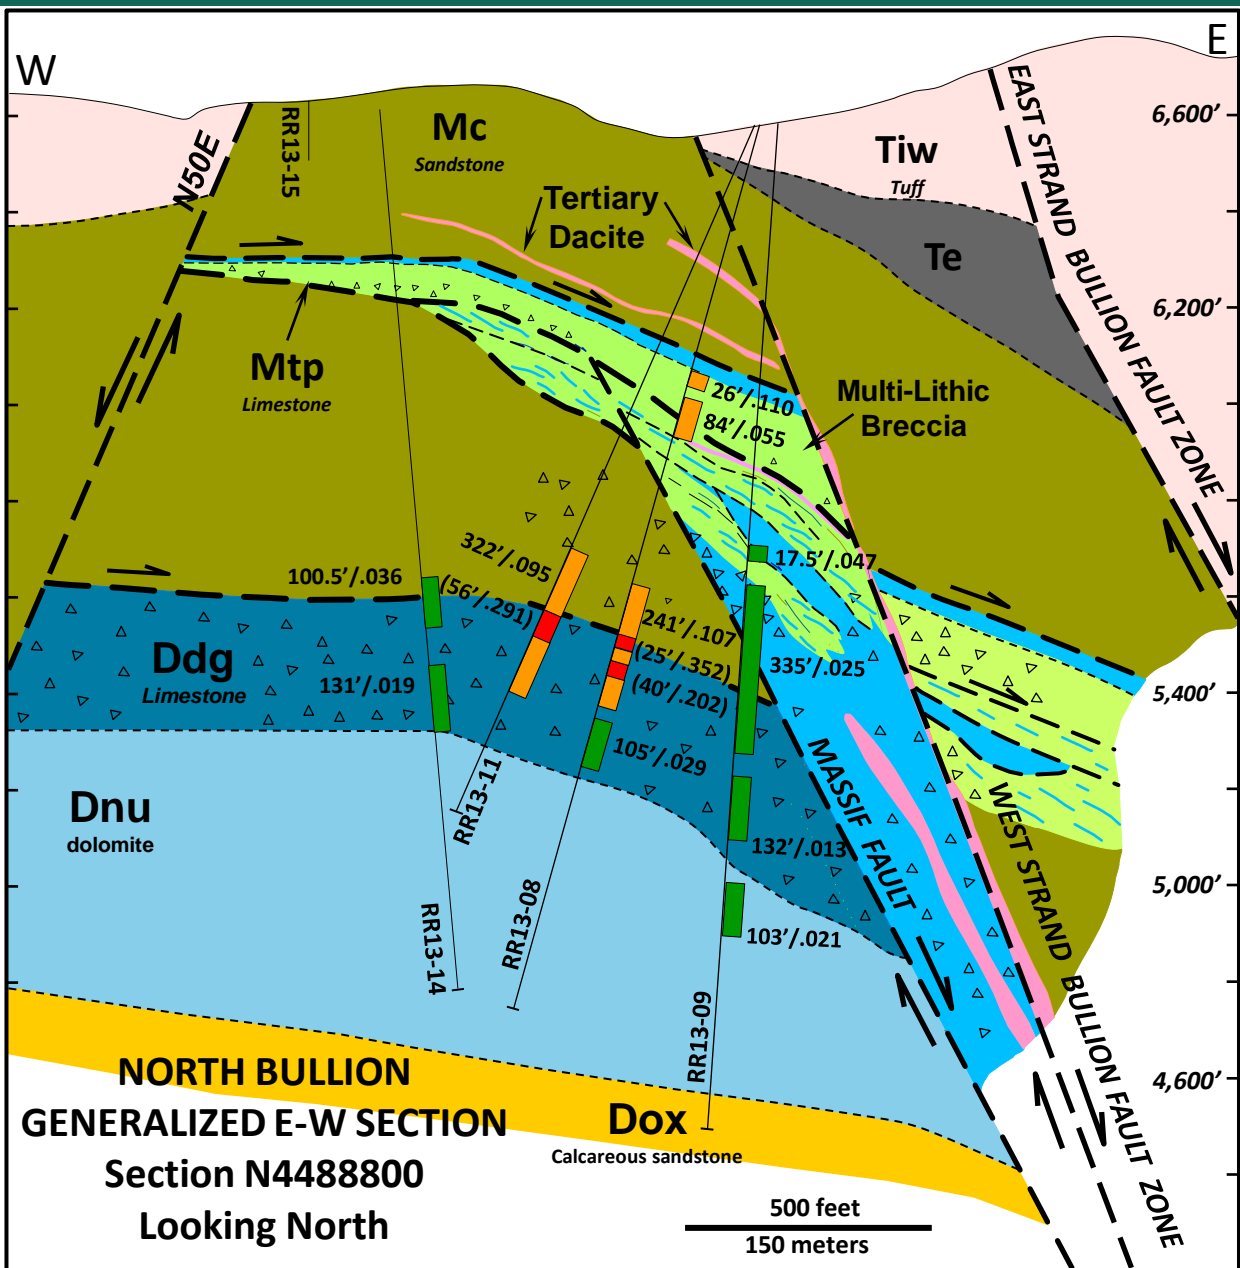 W
E
6,600’
6,200’
5,400’
5,000’
4,600’
N50E
RR13-15
Mc
Sandstone
Tertiary
Dacite
Tiw
Tuff
Te
EAST STRAND BULLION FAULT ZONE
Mtp
Limestone
Multi-Lithic
Breccia
26’/.110
84’/.055
17.5’/.047
322’/.095
(56’/.291)
100.5’/.036
241’/.107
(25’/.352)
(40’/.202)
335’/.025
Ddg
Limestone
131’/.019
105’/.029
132’/.013
103’/.021
MASSIF FAULT
WEST STRAND BULLION FAULT ZONE
Dnu
dolomite
RR13-11
RR13-08
RR13-14
RR13-09
NORTH BULLION
GENERALIZED E-W SECTION
Section N4488800
Looking North
Dox
Calcareous sandstone
500 feet
150 meters